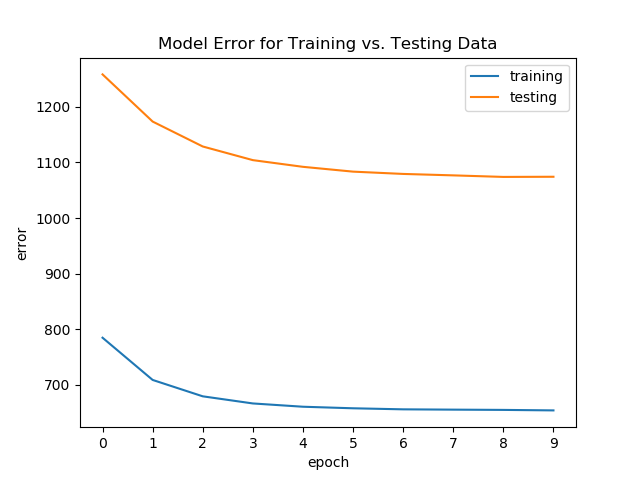 Model Error for Training vs. Testing Data
training
testing
1200
1100
1000
900
800
700
error
0 1 2 3 4 5 6 7 8 9
epoch